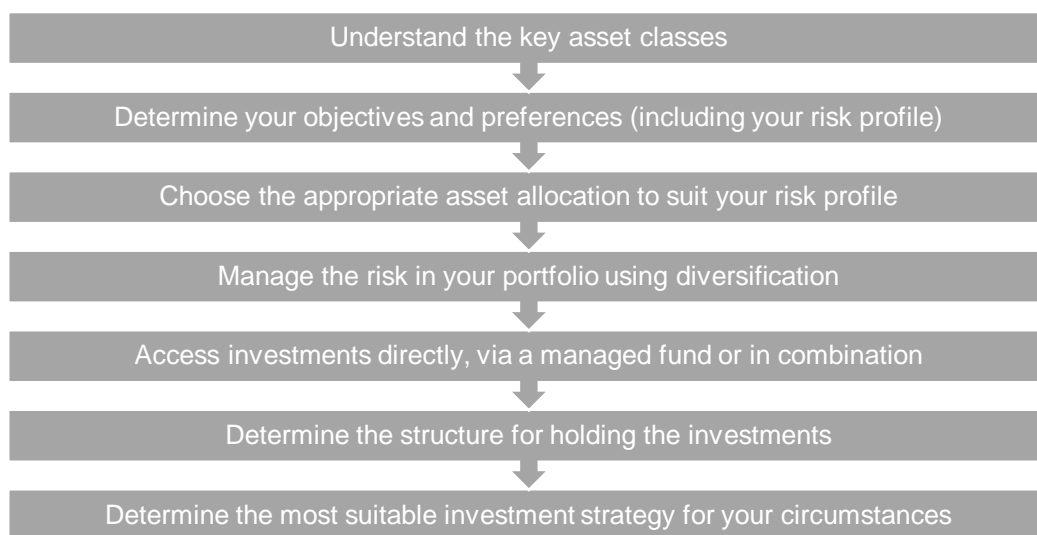 Understand the key asset classes
Determine your objectives and preferences (including your risk profile)
Choose the appropriate asset allocation to suit your risk profile
Manage the risk in your portfolio using diversification
Access investments directly, via a managed fund or in combination
Determine the structure for holding the investments
Determine the most suitable investment strategy for your circumstances